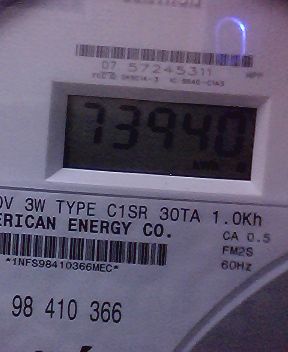 07 57245311
73940
kWh
0V 3W TYPE C1SR 30TA 1.0Kh
ERICAN ENERGY CO.
CA 0.5
FM2S
*1NFS98410366MEC*
60HZ
98 410 366